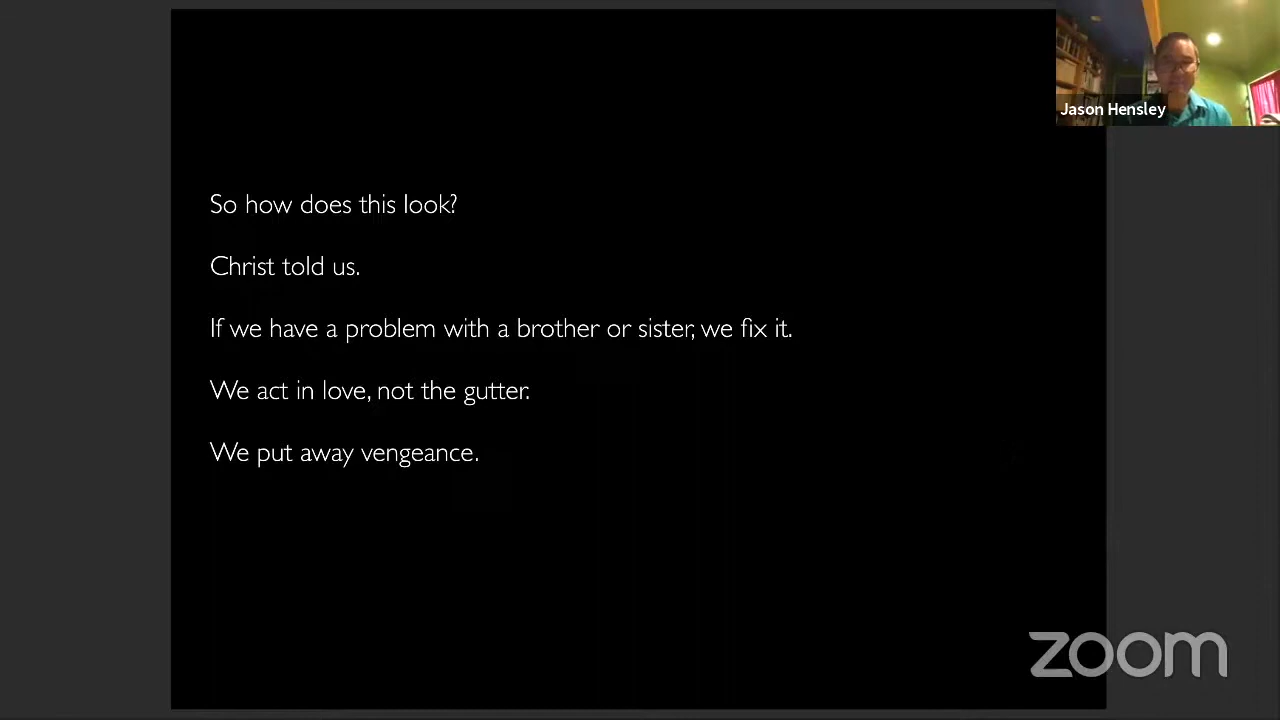 Jason Hensley
So how does this look?
Christ told us.
If we have a problem with a brother or sister, we fix it.
We act in love, not the gutter.
We put away vengeance.
zoom